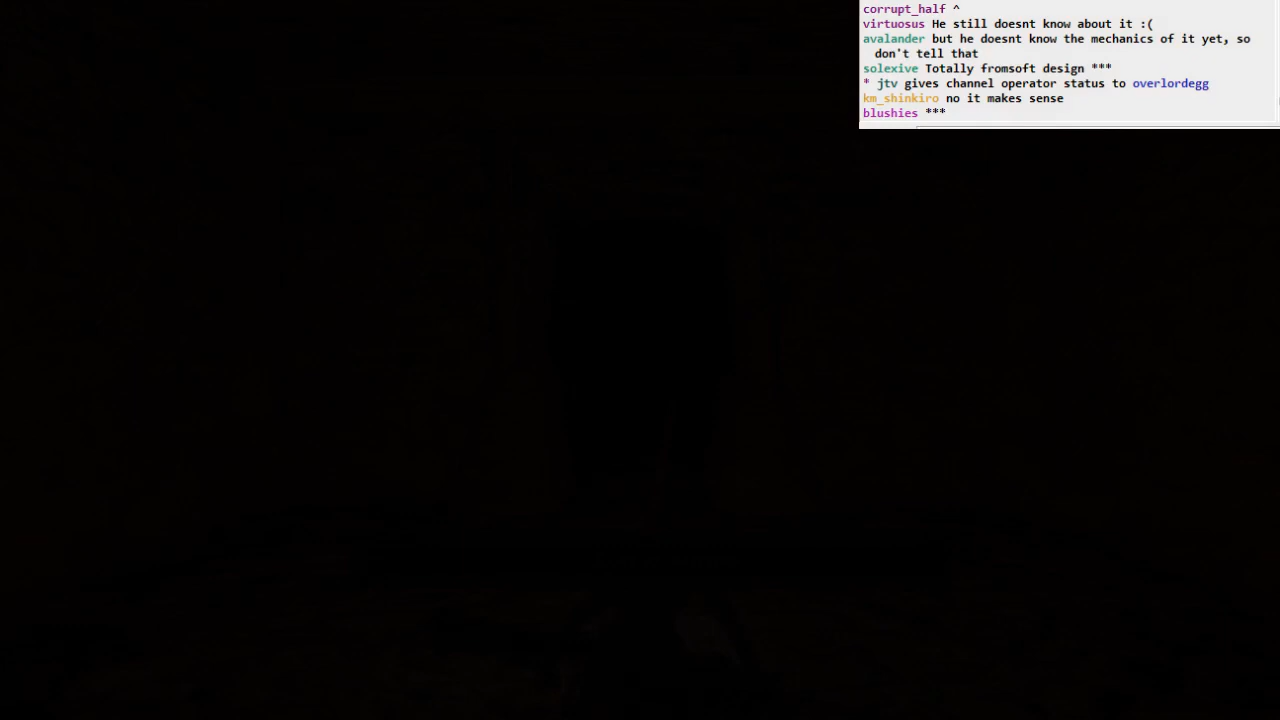 corrupt_half ^
virtuosus He still doesnt know about it :(
avalander but he doesnt know the mechanics of it yet, so
don't tell that
solexive Totally fromsoft design ***
* jtv gives channel operator status to overlordegg
km_shinkiro no it makes sense
blushies ***